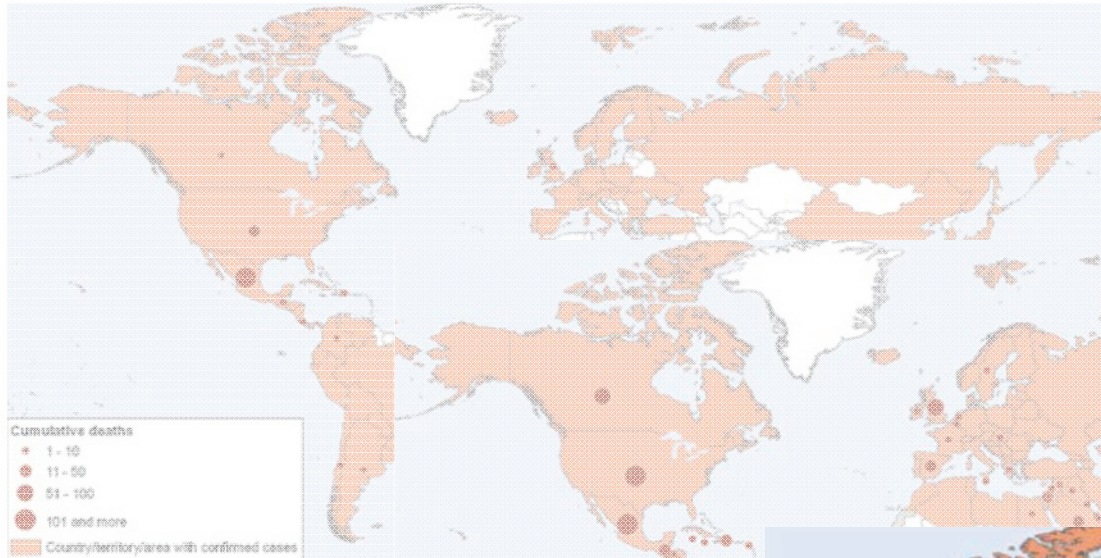 Cumulative deaths
1 - 10
11 - 50
51 - 100
101 and more
Country/territory/area with confirmed cases